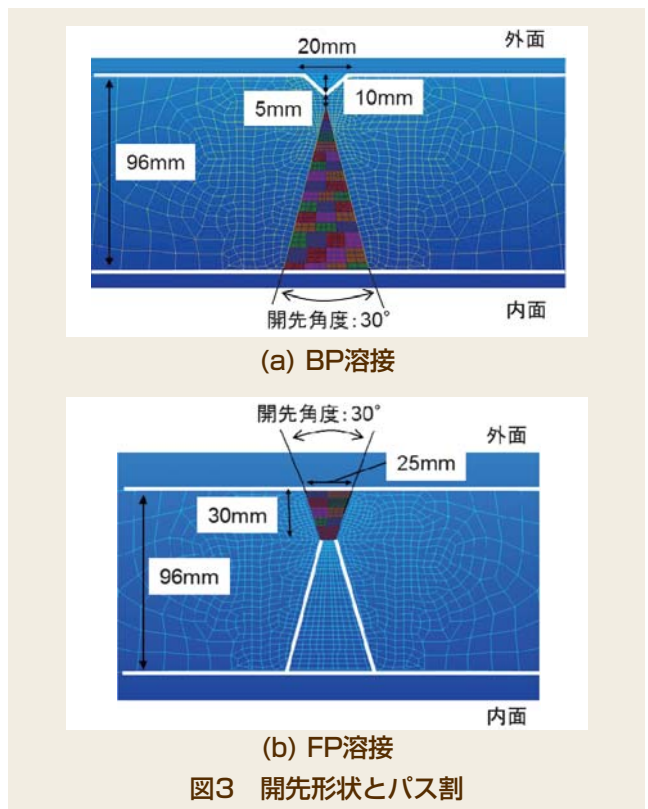 20mm
外面
5mm
10mm
96mm
開先角度:30°
内面
(a) BP溶接
開先角度:30°
外面
25mm
30mm
96mm
内面
(b) FP溶接
図3 開先形状とパス割